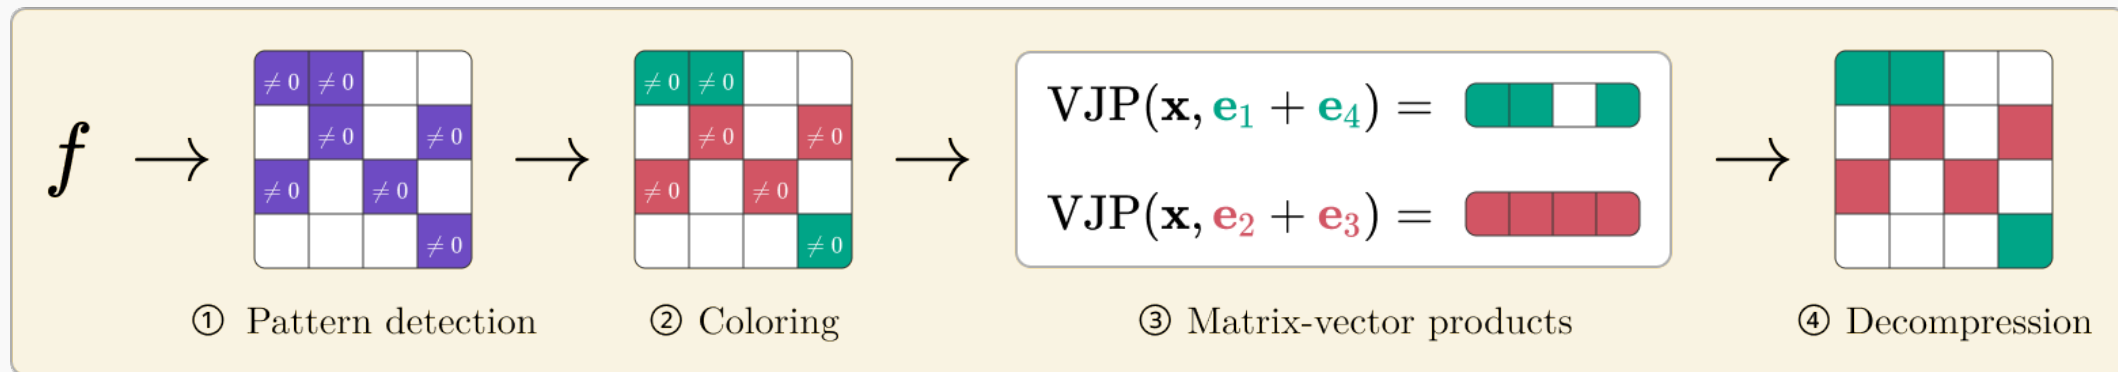 f → ≠ 0 ≠ 0 ≠ 0 ≠ 0 ≠ 0 ≠ 0 ≠ 0 → ≠ 0 ≠ 0 ≠ 0 ≠ 0 ≠ 0 ≠ 0 ≠ 0 →
VJP(x, e₁ + e₄) =
VJP(x, e₂ + e₃) =
→
① Pattern detection
② Coloring
③ Matrix-vector products
④ Decompression